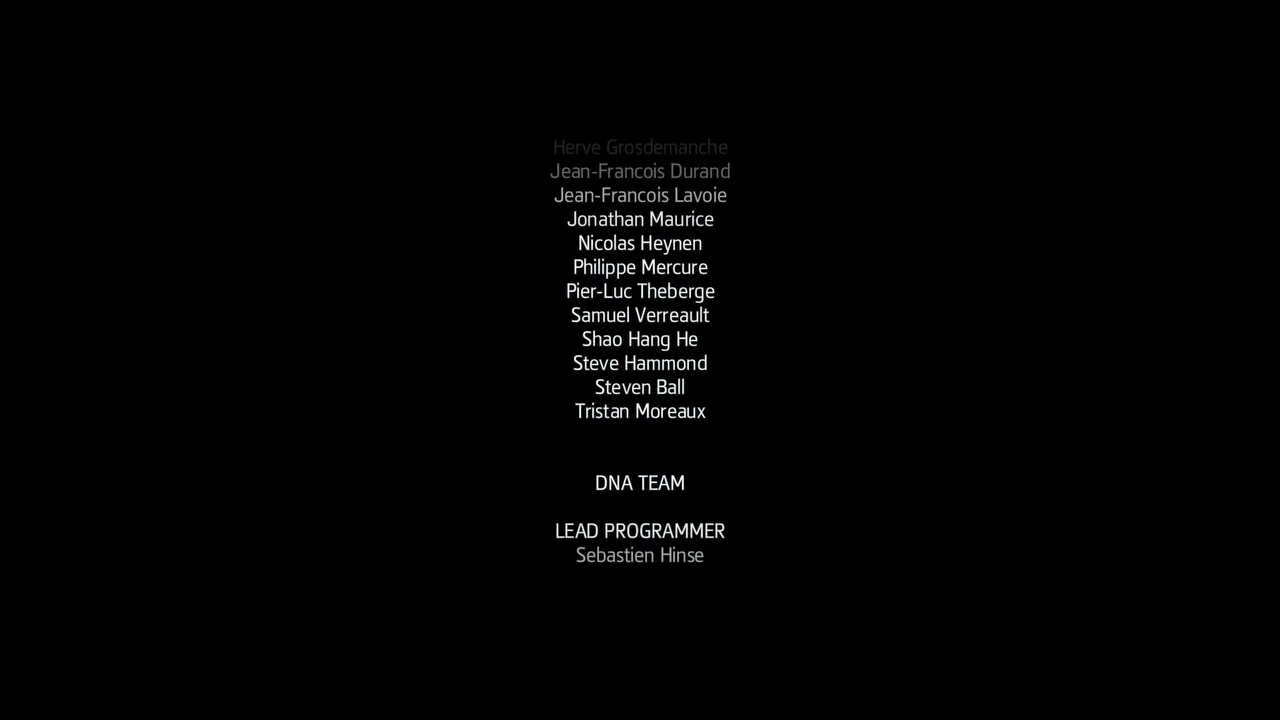 Herve Grosdemanche
Jean-Francois Durand
Jean-Francois Lavoie
Jonathan Maurice
Nicolas Heynen
Philippe Mercure
Pier-Luc Theberge
Samuel Verreault
Shao Hang He
Steve Hammond
Steven Ball
Tristan Moreaux
DNA TEAM
LEAD PROGRAMMER
Sebastien Hinse